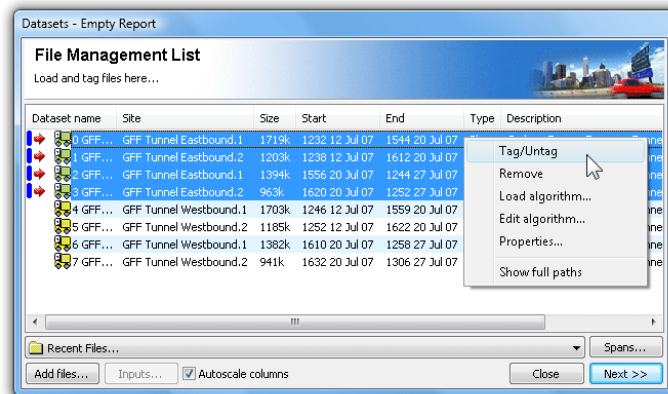 Datasets - Empty Report
File Management List
Load and tag files here...
Dataset name Site Size Start End Type Description
0 GFF... GFF Tunnel Eastbound.1 1719k 1232 12 Jul 07 1544 20 Jul 07
1 GFF... GFF Tunnel Eastbound.2 1203k 1238 12 Jul 07 1612 20 Jul 07
2 GFF... GFF Tunnel Eastbound.1 1394k 1556 20 Jul 07 1244 27 Jul 07
3 GFF... GFF Tunnel Eastbound.2 963k 1620 20 Jul 07 1252 27 Jul 07
4 GFF... GFF Tunnel Westbound.1 1703k 1246 12 Jul 07 1559 20 Jul 07
5 GFF... GFF Tunnel Westbound.2 1185k 1252 12 Jul 07 1622 20 Jul 07
6 GFF... GFF Tunnel Westbound.1 1382k 1610 20 Jul 07 1258 27 Jul 07
7 GFF... GFF Tunnel Westbound.2 941k 1632 20 Jul 07 1306 27 Jul 07
Tag/Untag
Remove
Load algorithm...
Edit algorithm...
Properties...
Show full paths
Recent Files... Spans...
Add files... Inputs... Autoscale columns Close Next >>